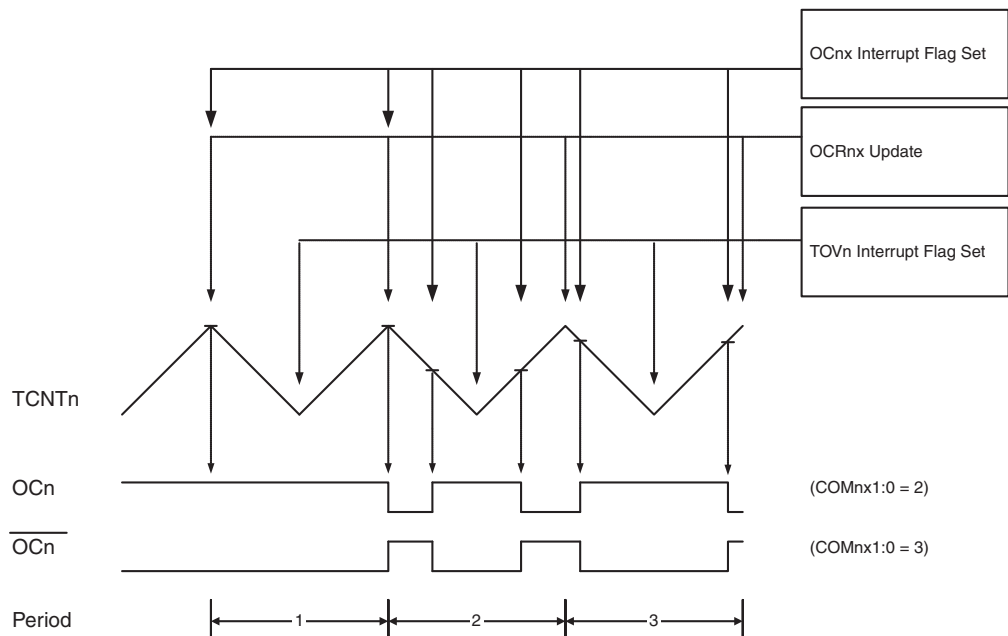 OCnx Interrupt Flag Set
OCRnx Update
TOVn Interrupt Flag Set
TCNTn
OCn
(COMnx1:0 = 2)
OCn
(COMnx1:0 = 3)
Period
1
2
3